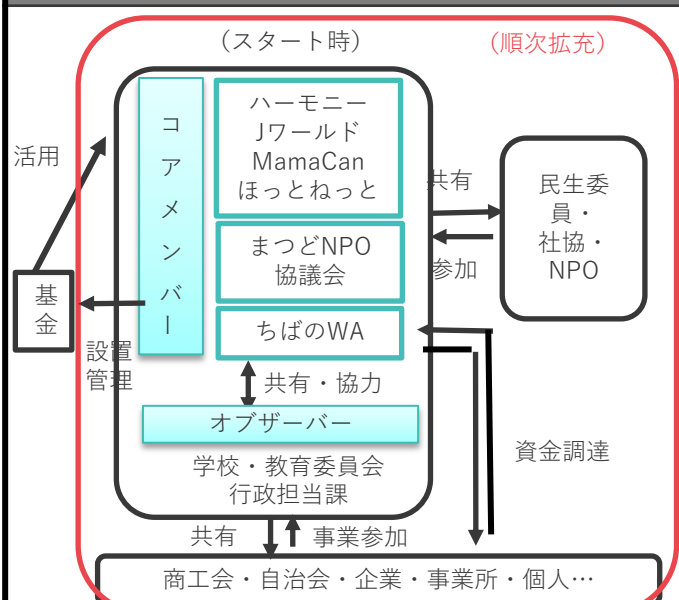 （スタート時）
（順次拡充）
コアメンバー
ハーモニー
Jワールド
MamaCan
ほっとねっと
まつどNPO
協議会
ちばのWA
活用
基
金
設置
管理
共有
参加
民生委
員・
社協・
NPO
共有・協力
オブザーバー
学校・教育委員会
行政担当課
資金調達
共有
事業参加
商工会・自治会・企業・事業所・個人…